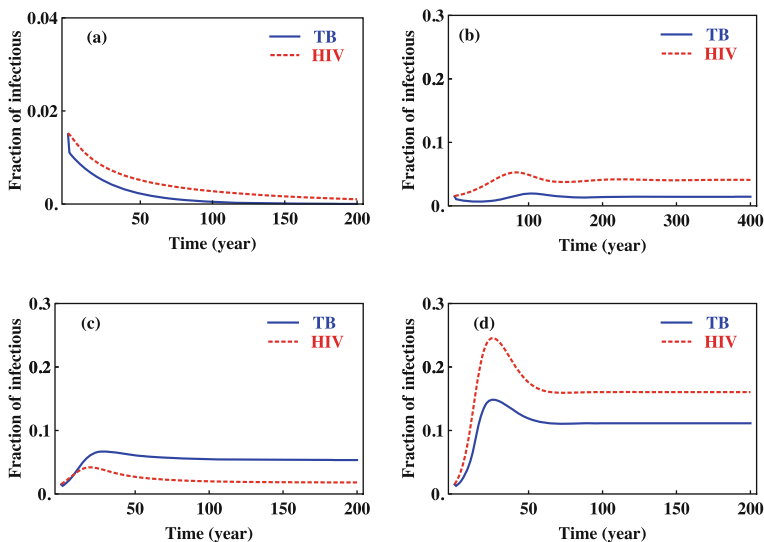 0.04
0.02
0.
Fraction of infectious
(a)
TB
HIV
50
100
150
200
Time (year)
0.3
0.2
0.1
0.
Fraction of infectious
(b)
TB
HIV
100
200
300
400
Time (year)
0.3
0.2
0.1
0.
Fraction of infectious
(c)
TB
HIV
50
100
150
200
Time (year)
0.3
0.2
0.1
0.
Fraction of infectious
(d)
TB
HIV
50
100
150
200
Time (year)